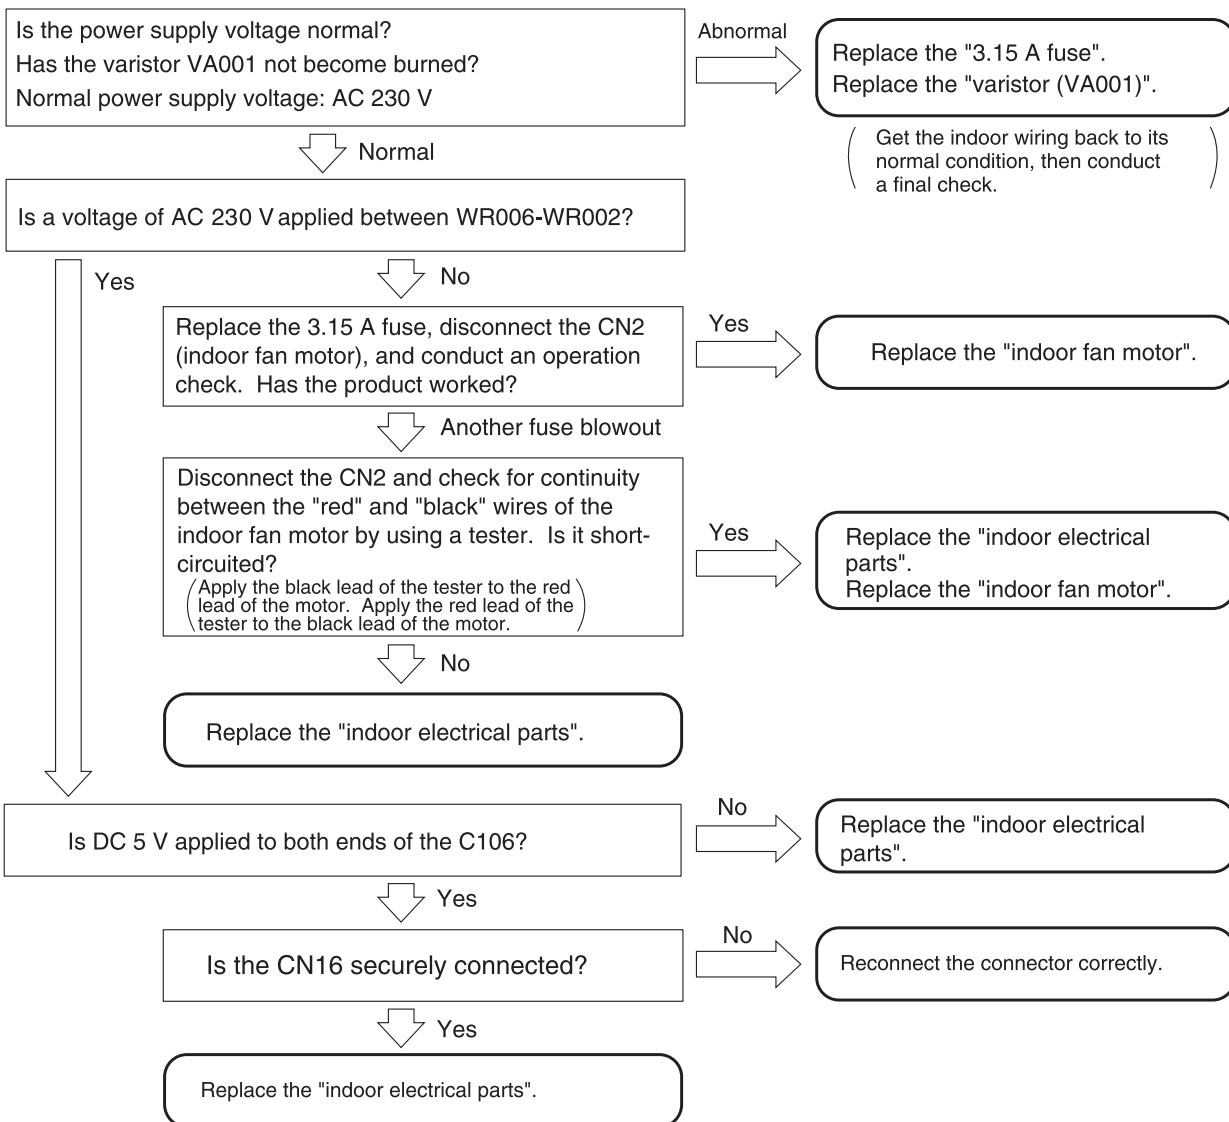 Is the power supply voltage normal?
Has the varistor VA001 not become burned?
Normal power supply voltage: AC 230 V
Abnormal
Replace the "3.15 A fuse".
Replace the "varistor (VA001)".
Get the indoor wiring back to its
normal condition, then conduct
a final check.
Normal
Is a voltage of AC 230 V applied between WR006-WR002?
Yes
No
Replace the 3.15 A fuse, disconnect the CN2
(indoor fan motor), and conduct an operation
check. Has the product worked?
Yes
Replace the "indoor fan motor".
Another fuse blowout
Disconnect the CN2 and check for continuity
between the "red" and "black" wires of the
indoor fan motor by using a tester. Is it short-
circuited?
(Apply the black lead of the tester to the red
lead of the motor. Apply the red lead of the
tester to the black lead of the motor.)
Yes
Replace the "indoor electrical
parts".
Replace the "indoor fan motor".
No
Replace the "indoor electrical parts".
Is DC 5 V applied to both ends of the C106?
No
Replace the "indoor electrical
parts".
Yes
Is the CN16 securely connected?
No
Reconnect the connector correctly.
Yes
Replace the "indoor electrical parts".